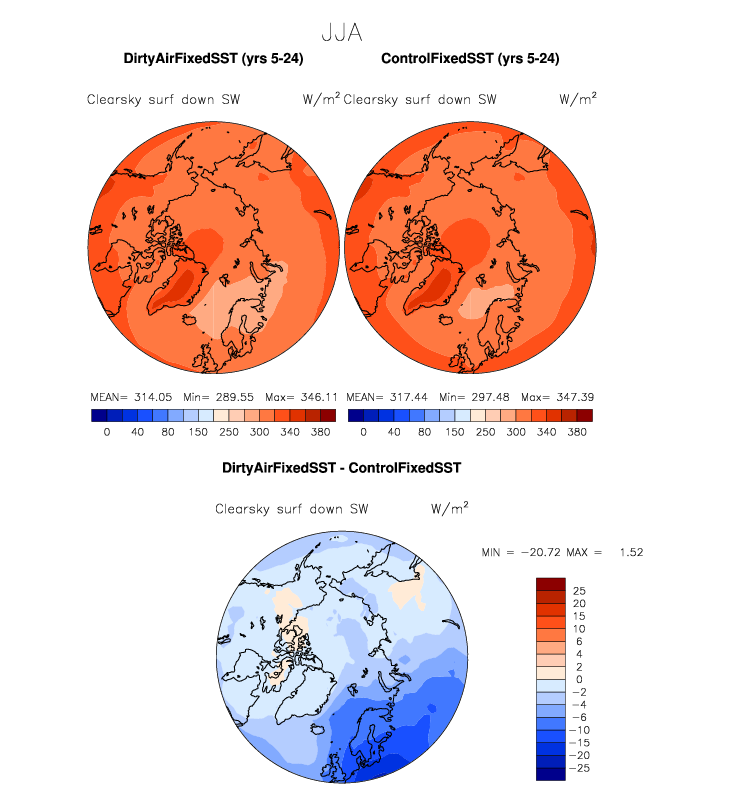 JJA
DirtyAirFixedSST (yrs 5-24) ControlFixedSST (yrs 5-24)
Clearsky surf down SW W/m² Clearsky surf down SW W/m²
MEAN= 314.05 Min= 289.55 Max= 346.11 MEAN= 317.44 Min= 297.48 Max= 347.39
0 40 80 150 250 300 340 380 0 40 80 150 250 300 340 380
DirtyAirFixedSST - ControlFixedSST
Clearsky surf down SW W/m²
MIN = −20.72 MAX = 1.52
25
20
15
10
6
4
2
0
−2
−4
−6
−10
−15
−20
−25